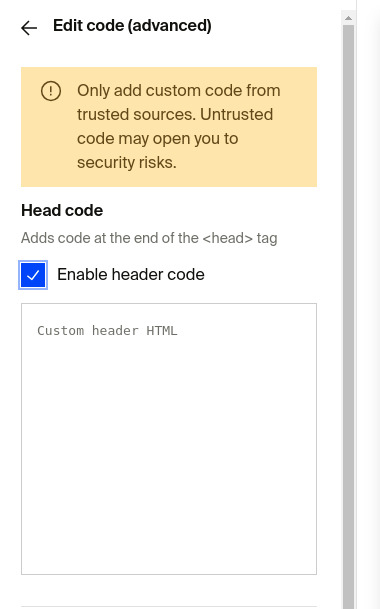 Edit code (advanced)
Only add custom code from
trusted sources. Untrusted
code may open you to
security risks.
Head code
Adds code at the end of the <head> tag
Enable header code
Custom header HTML